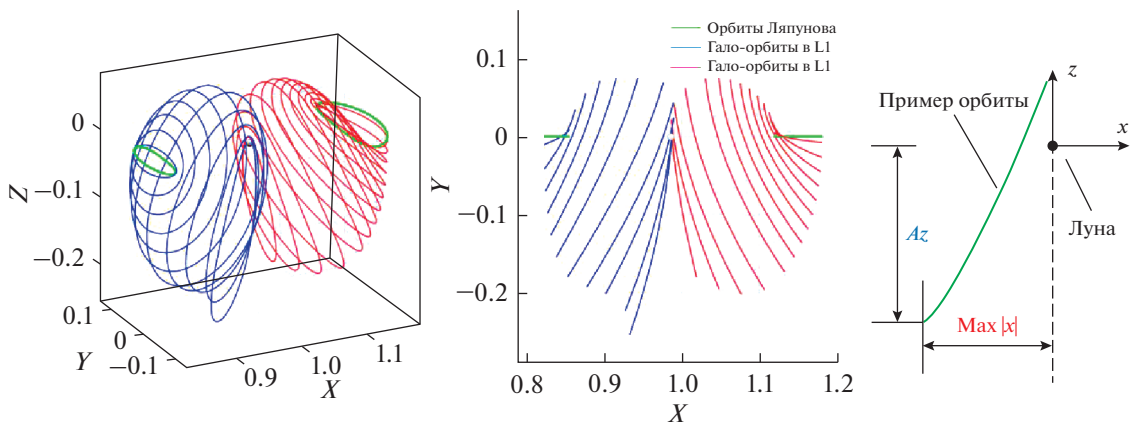 0
−0.1
−0.2
Z
0.1
0
−0.1
Y
0.9
1.0
1.1
X
Орбиты Ляпунова
Гало-орбиты в L1
Гало-орбиты в L1
0.1
0
−0.1
−0.2
Y
0.8
0.9
1.0
1.1
1.2
X
z
Пример орбиты
x
Az
Луна
Max |x|